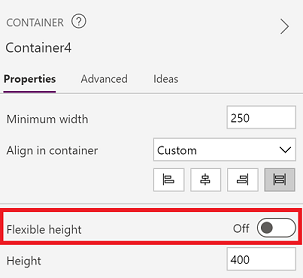 CONTAINER ?
Container4
Properties Advanced Ideas
Minimum width 250
Align in container Custom
Flexible height Off
Height 400